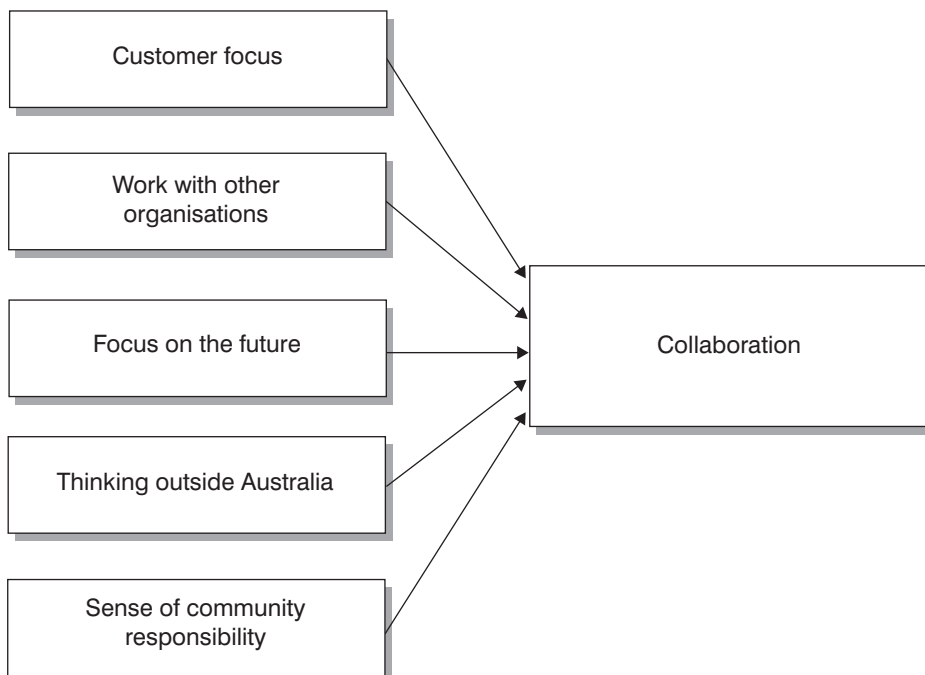 Customer focus
Work with other
organisations
Focus on the future
Collaboration
Thinking outside Australia
Sense of community
responsibility